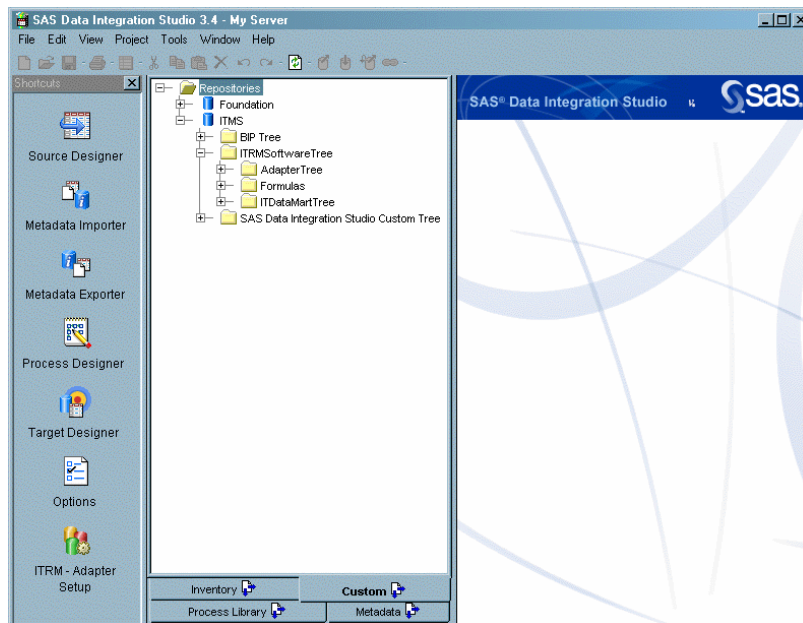 SAS Data Integration Studio 3.4 - My Server
File Edit View Project Tools Window Help
Shortcuts
Source Designer
Metadata Importer
Metadata Exporter
Process Designer
Target Designer
Options
ITRM - Adapter
Setup
Repositories
Foundation
ITMS
BIP Tree
ITRMSoftwareTree
AdapterTree
Formulas
ITDataMartTree
SAS Data Integration Studio Custom Tree
Inventory
Custom
Process Library
Metadata
SAS® Data Integration Studio
sas.